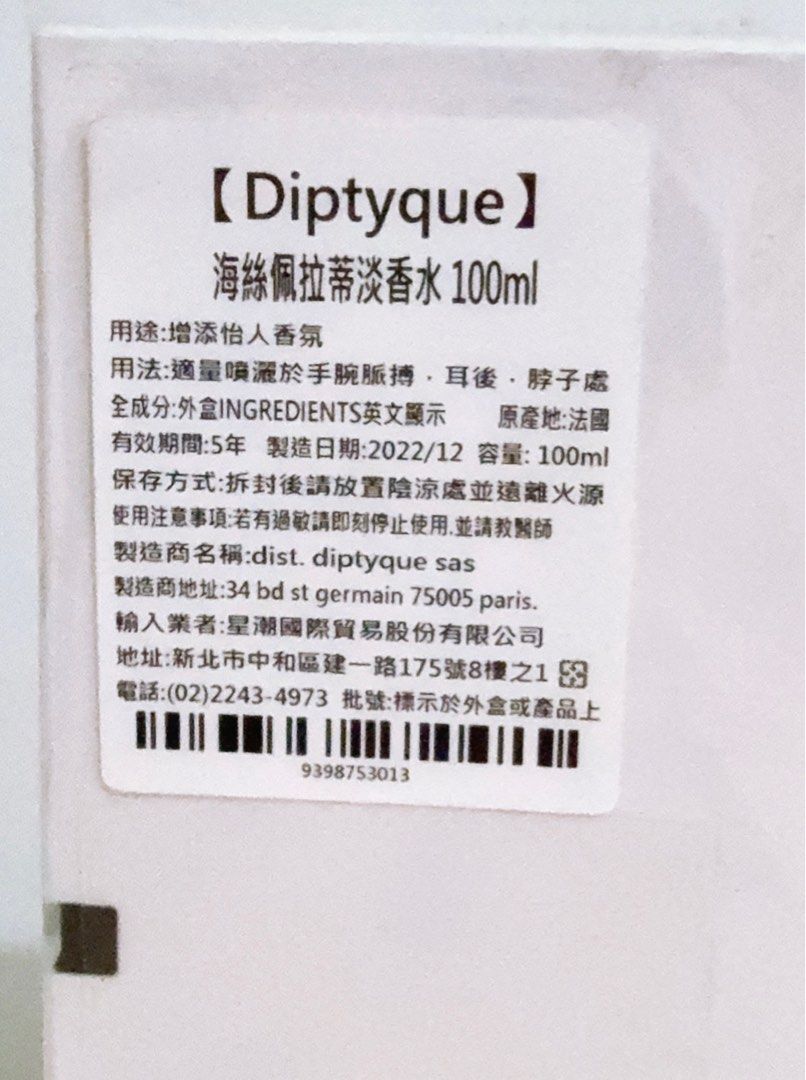 【Diptyque】
海絲佩拉蒂淡香水 100ml
用途:增添怡人香氛
用法:適量噴灑於手腕脈搏．耳後．脖子處
全成分:外盒INGREDIENTS英文顯示 原產地:法國
有效期間:5年 製造日期:2022/12 容量: 100ml
保存方式:拆封後請放置陰涼處並遠離火源
使用注意事項:若有過敏請即刻停止使用.並請教醫師
製造商名稱:dist. diptyque sas
製造商地址:34 bd st germain 75005 paris.
輸入業者:星潮國際貿易股份有限公司
地址:新北市中和區建一路175號8樓之1
電話:(02)2243-4973 批號:標示於外盒或產品上
9398753013